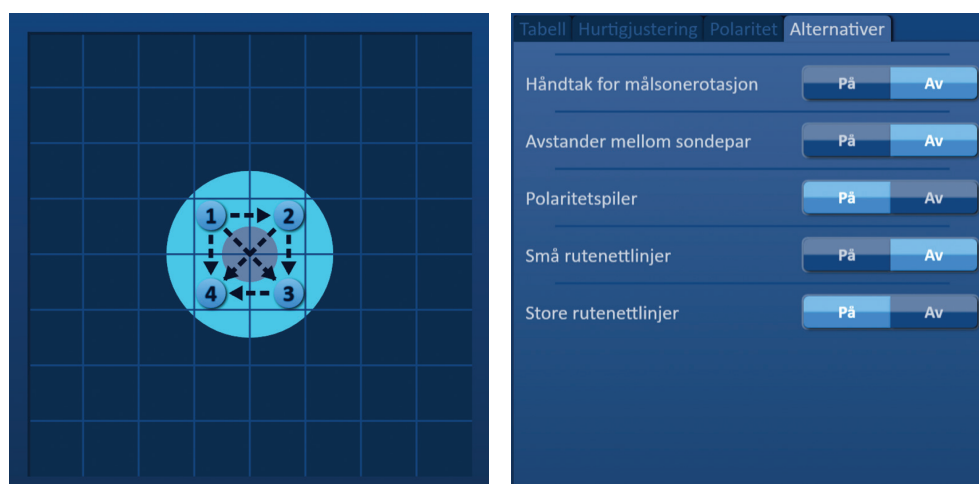 1 2
4 3
Tabell Hurtigjustering Polaritet Alternativer
Håndtak for målsonerotasjon På Av
Avstander mellom sondepar På Av
Polaritetspiler På Av
Små rutenettlinjer På Av
Store rutenettlinjer På Av